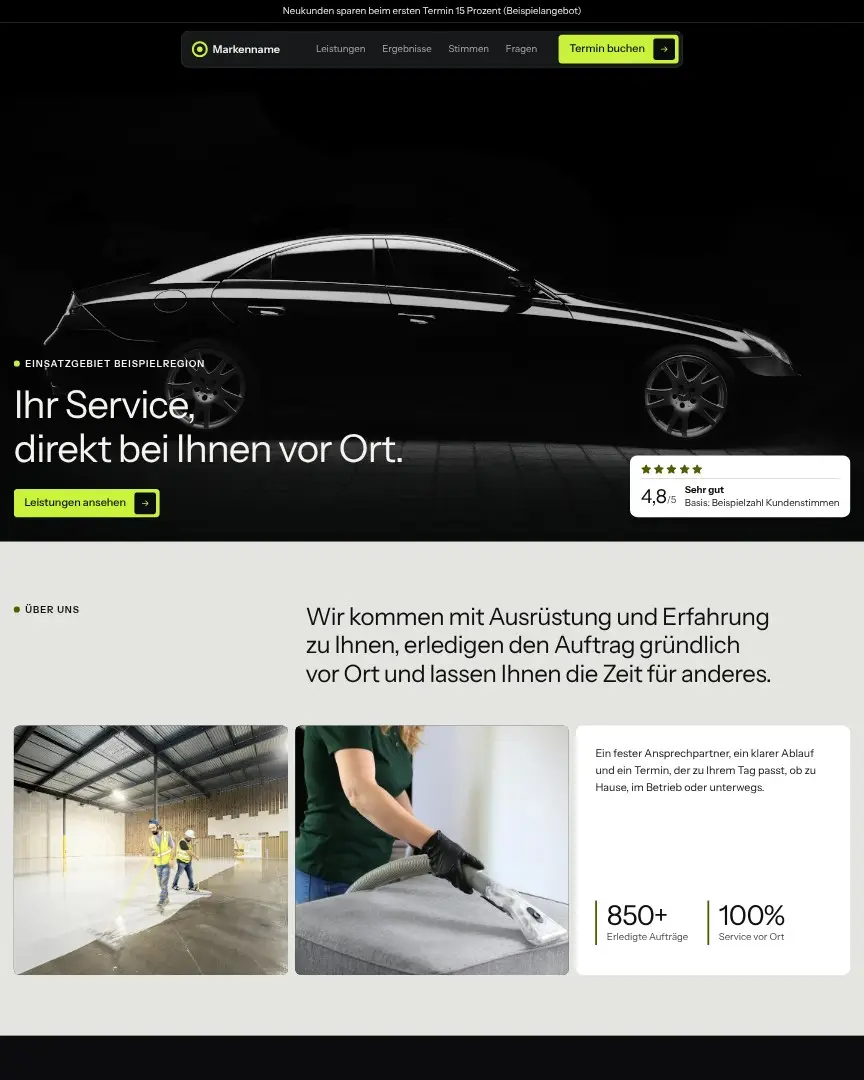 Neukunden sparen beim ersten Termin 15 Prozent (Beispielangebot)
Markenname
Leistungen
Ergebnisse
Stimmen
Fragen
Termin buchen
EINSATZGEBIET BEISPIELREGION
Ihr Service,
direkt bei Ihnen vor Ort.
Leistungen ansehen
4,8/5
Sehr gut
Basis: Beispielzahl Kundenstimmen
ÜBER UNS
Wir kommen mit Ausrüstung und Erfahrung
zu Ihnen, erledigen den Auftrag gründlich
vor Ort und lassen Ihnen die Zeit für anderes.
Ein fester Ansprechpartner, ein klarer Ablauf
und ein Termin, der zu Ihrem Tag passt, ob zu
Hause, im Betrieb oder unterwegs.
850+
Erledigte Aufträge
100%
Service vor Ort